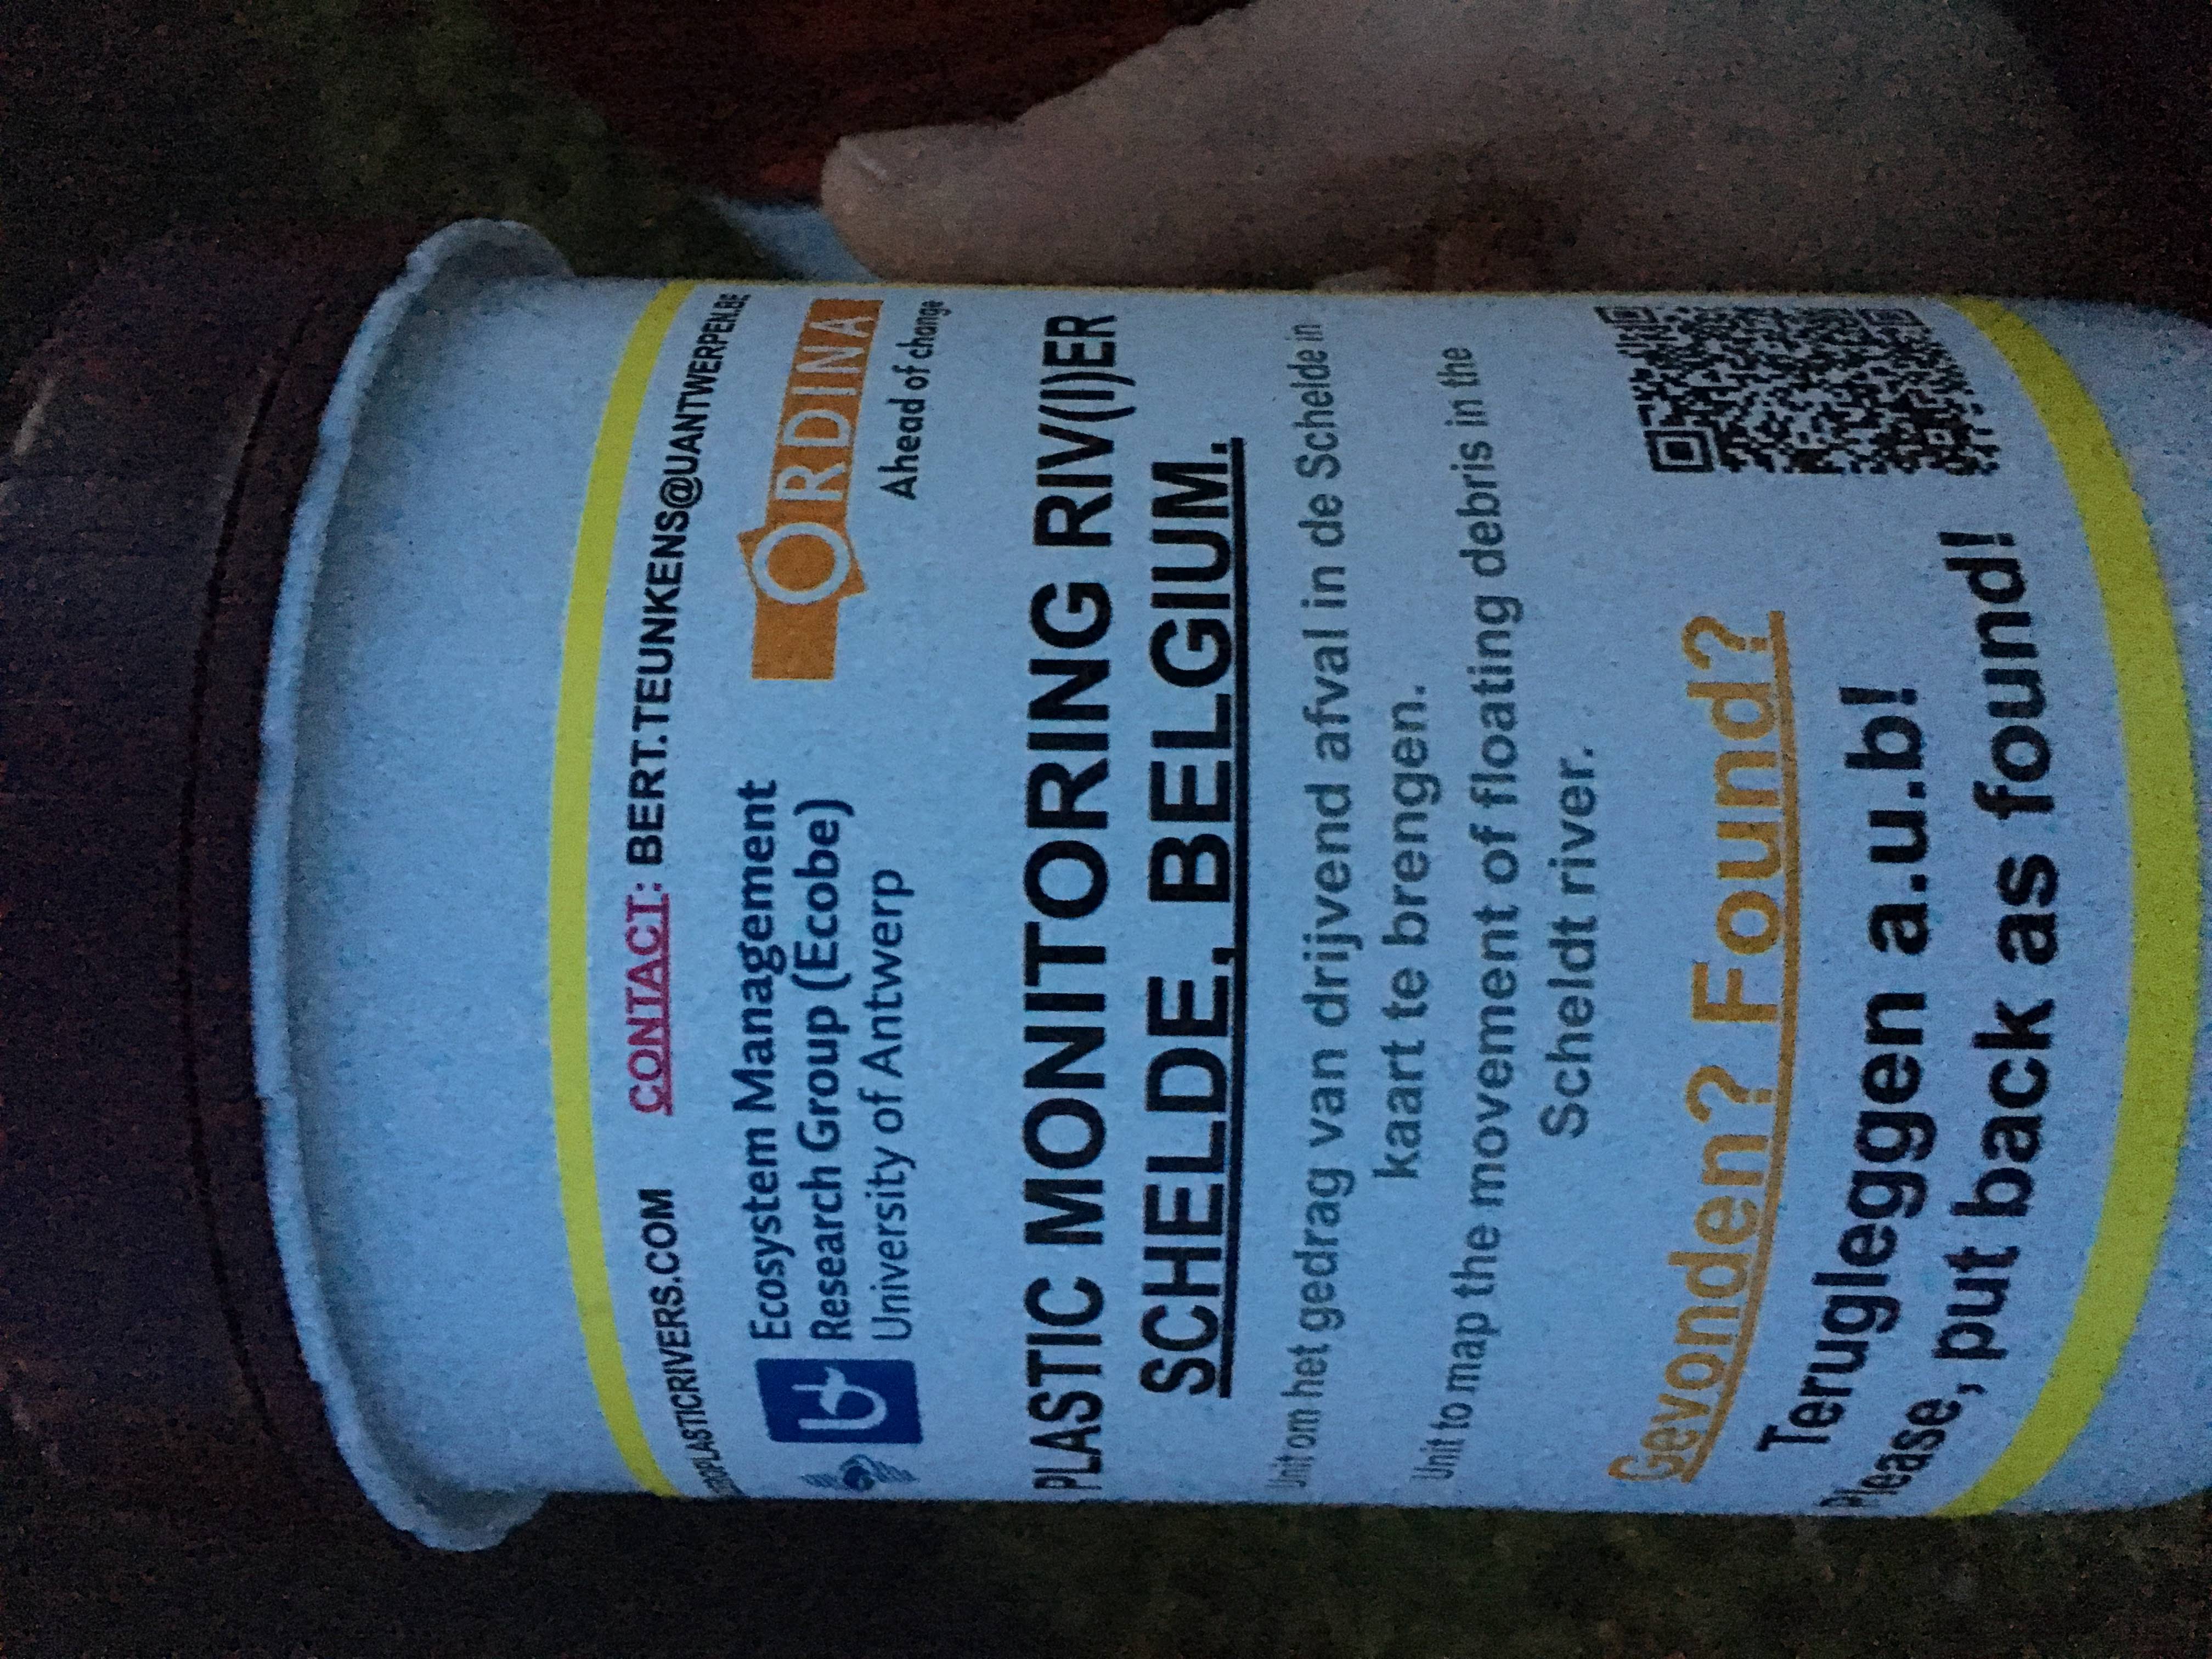 CONTACT: BERT.TEUNKENS@UANTWERPEN.BE
Ecosystem Management
Research Group (Ecobe)
University of Antwerp
ORDINA
Ahead of change
PLASTIC MONITORING RIV(I)ER
SCHELDE, BELGIUM.
Unit om het gedrag van drijvend afval in de Schelde in
kaart te brengen.
Unit to map the movement of floating debris in the
Scheldt river.
Gevonden? Found?
Terugleggen a.u.b!
Please, put back as found!